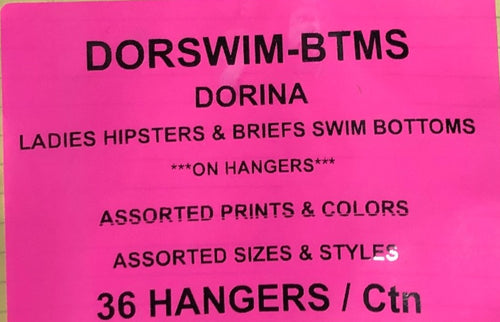 DORSWIM-BTMS
DORINA
LADIES HIPSTERS & BRIEFS SWIM BOTTOMS
***ON HANGERS***
ASSORTED PRINTS & COLORS
ASSORTED SIZES & STYLES
36 HANGERS / Ctn